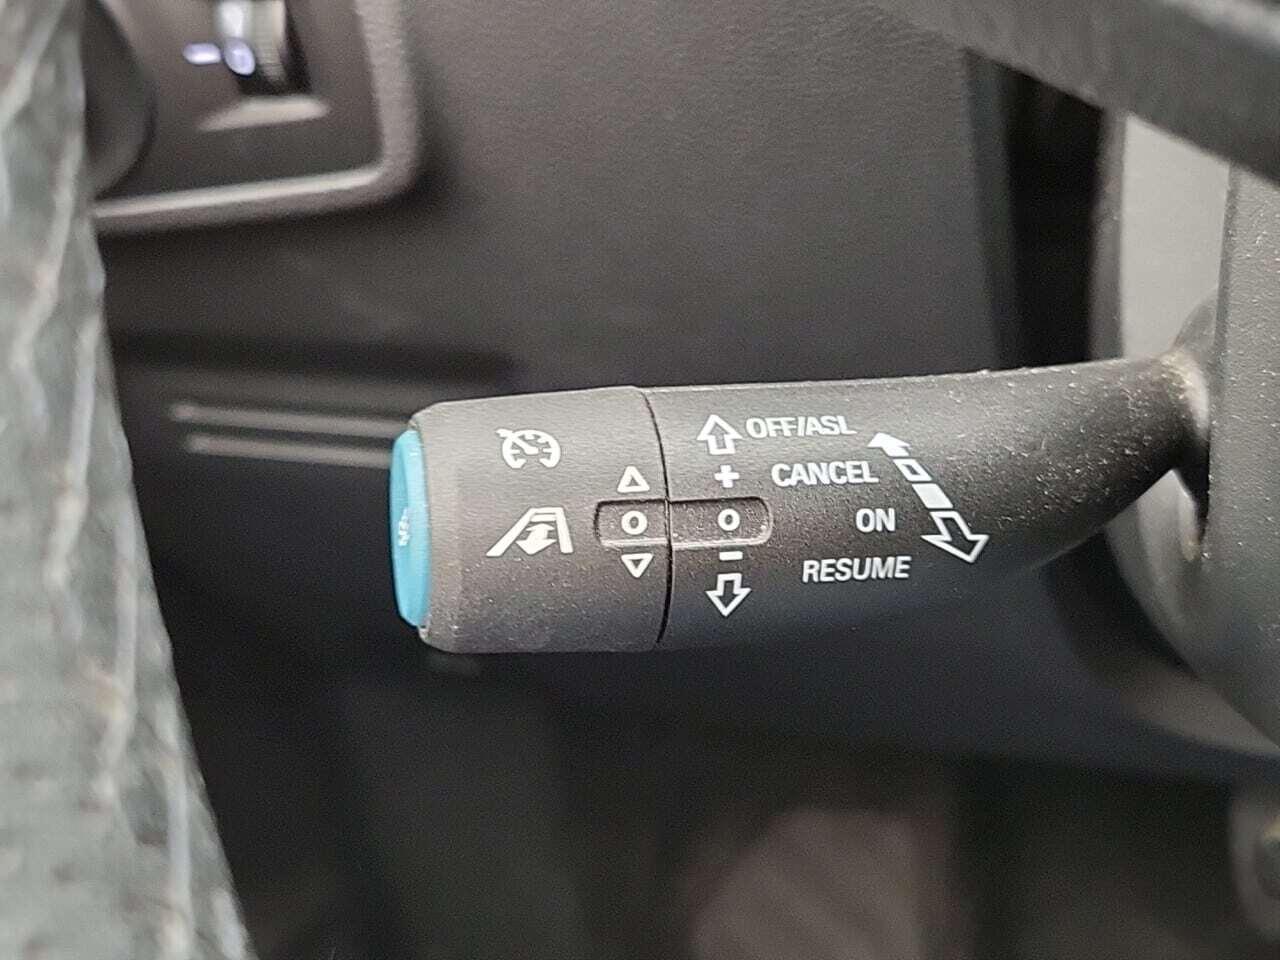 OFF/ASL
+ CANCEL
O O ON
− RESUME